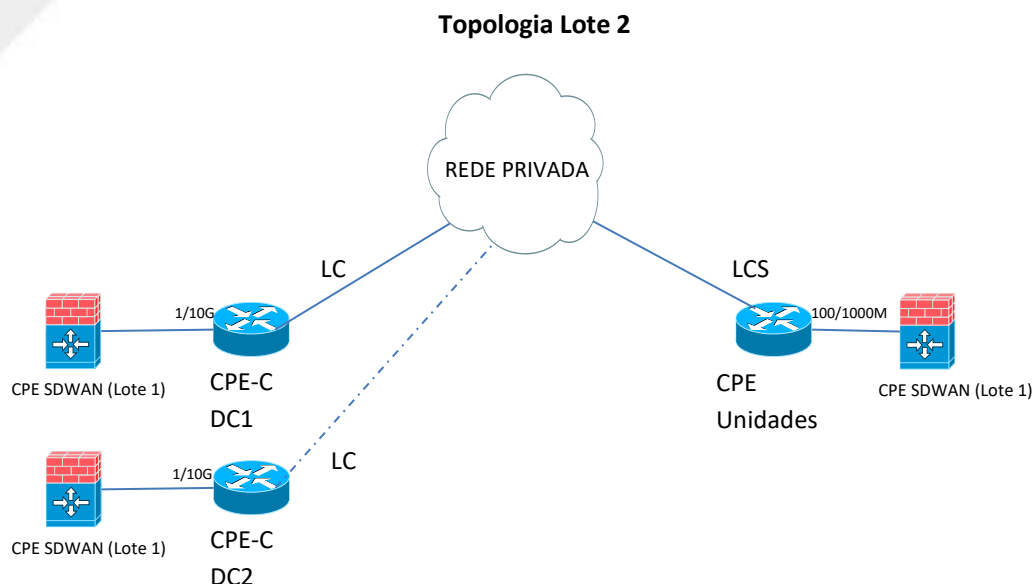 Topologia Lote 2
REDE PRIVADA
LC
LCS
1/10G
100/1000M
CPE SDWAN (Lote 1)
CPE-C
DC1
CPE
Unidades
CPE SDWAN (Lote 1)
LC
1/10G
CPE SDWAN (Lote 1)
CPE-C
DC2